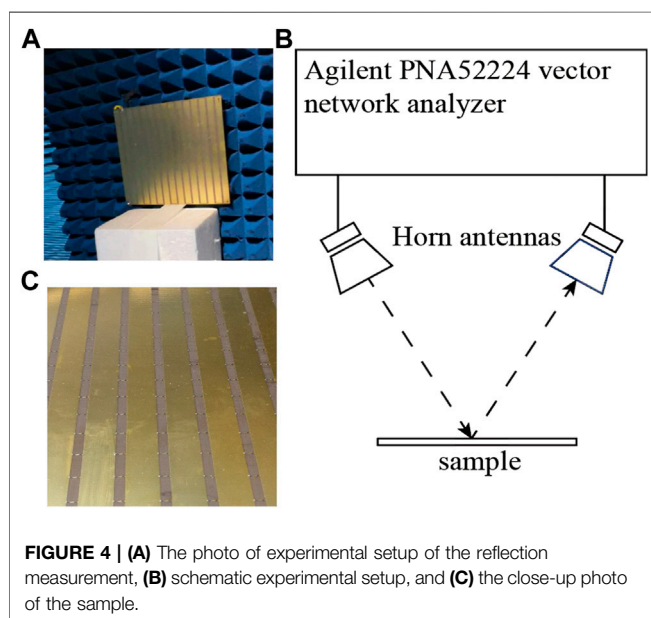 A
B
Agilent PNA52224 vector
network analyzer
Horn antennas
C
sample
FIGURE 4 | (A) The photo of experimental setup of the reflection
measurement, (B) schematic experimental setup, and (C) the close-up photo
of the sample.